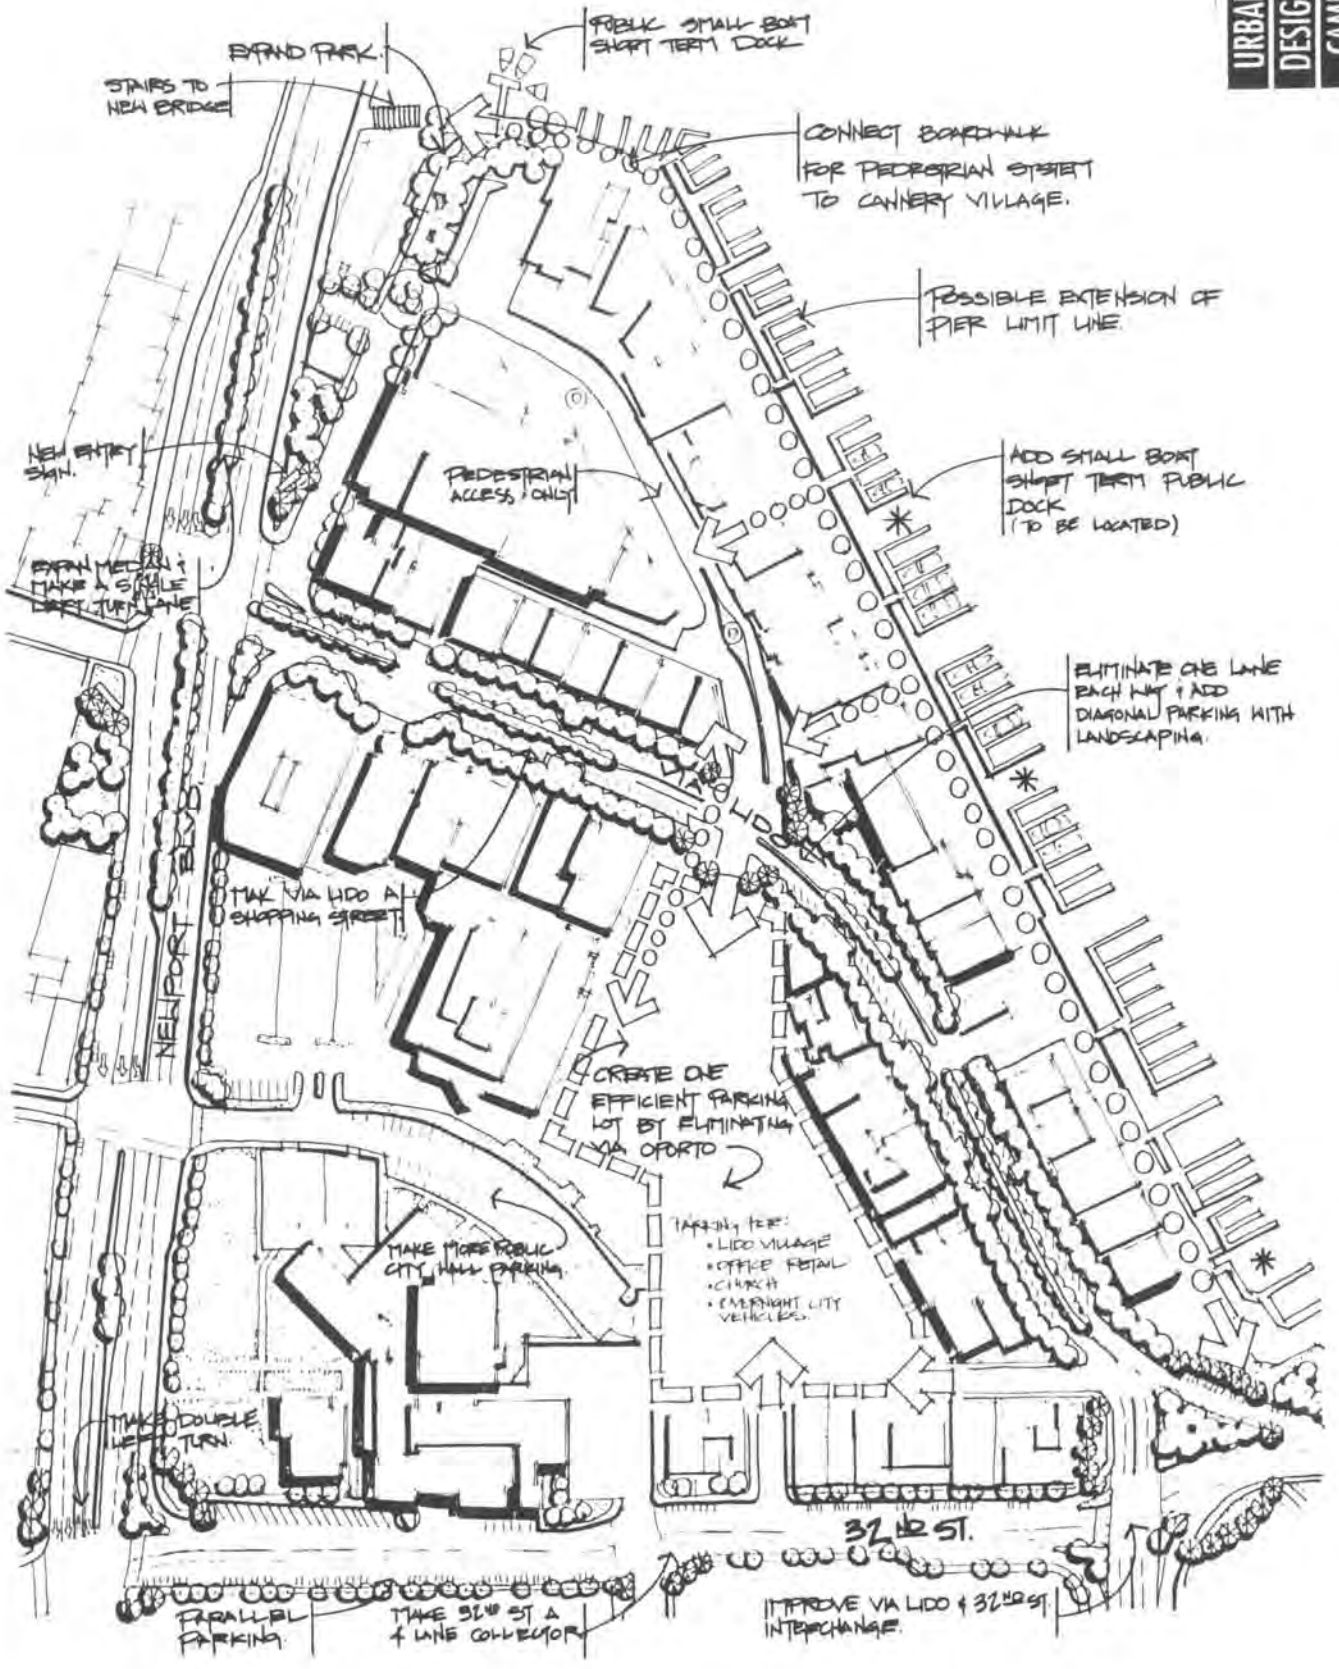 URBA
DESIG
CAM
EXPAND PARK.
PUBLIC SMALL BOAT
SHORT TERM DOCK
STAIRS TO
NEW BRIDGE
CONNECT BOARDWALK
FOR PEDESTRIAN SYSTEM
TO CANNERY VILLAGE.
POSSIBLE EXTENSION OF
PIER LIMIT LINE.
NEW ENTRY
SIGN.
PEDESTRIAN
ACCESS ONLY
ADD SMALL BOAT
SHORT TERM PUBLIC
DOCK
(TO BE LOCATED)
EXPAN MEDIAN &
MAKE A SINGLE
LEFT TURN LANE
ELIMINATE ONE LANE
EACH WAY & ADD
DIAGONAL PARKING WITH
LANDSCAPING.
VIA LIDO
NEWPORT BLVD
MAK VIA LIDO A
SHOPPING STREET.
CREATE ONE
EFFICIENT PARKING
LOT BY ELIMINATING
VIA OPORTO
PARKING FOR:
• LIDO VILLAGE
• OFFICE RETAIL
• CHURCH
• OVERNIGHT CITY
VEHICLES.
MAKE MORE PUBLIC
CITY HALL PARKING
MAKE DOUBLE
LEFT TURN.
32ND ST.
PARALLEL
PARKING.
MAKE 32ND ST A
4 LANE COLLECTOR
IMPROVE VIA LIDO & 32ND ST.
INTERCHANGE.